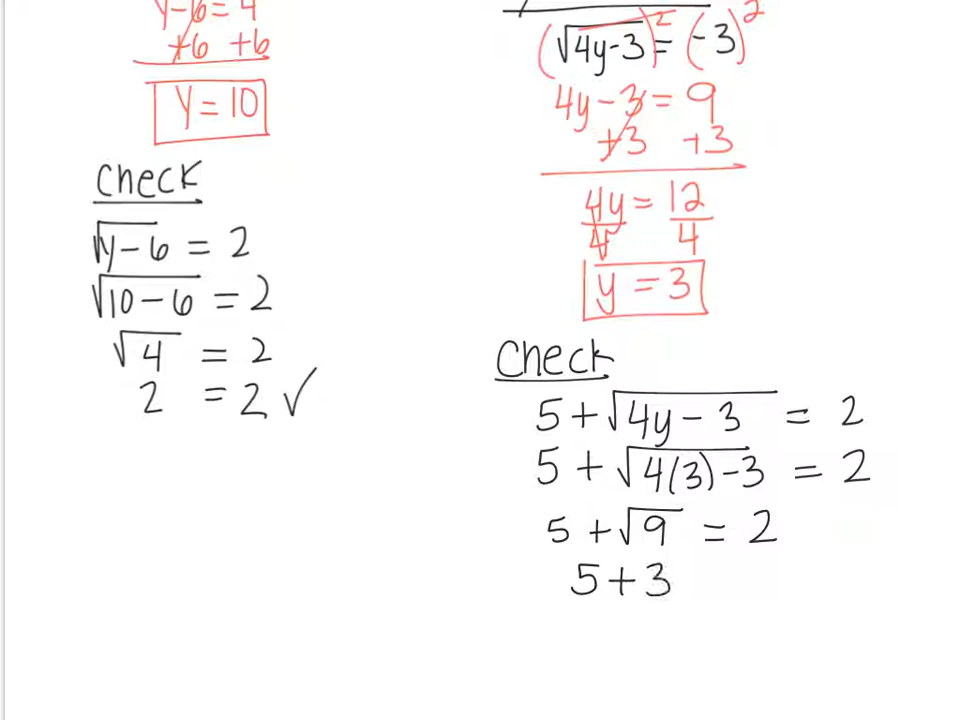 y-6=4
+6 +6
y=10
Check
√y-6 = 2
√10-6 = 2
√4 = 2
2 = 2 ✓
(√4y-3)² = (-3)²
4y-3 = 9
+3 +3
4y = 12
4 4
y = 3
Check
5+√4y-3 = 2
5+√4(3)-3 = 2
5+√9 = 2
5+3